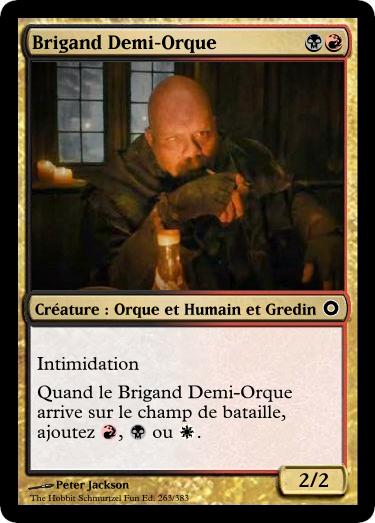 Brigand Demi-Orque
Créature : Orque et Humain et Gredin
Intimidation
Quand le Brigand Demi-Orque
arrive sur le champ de bataille,
ajoutez , ou .
2/2
Peter Jackson
The Hobbit Schmurtzel Fun Ed. 263/383